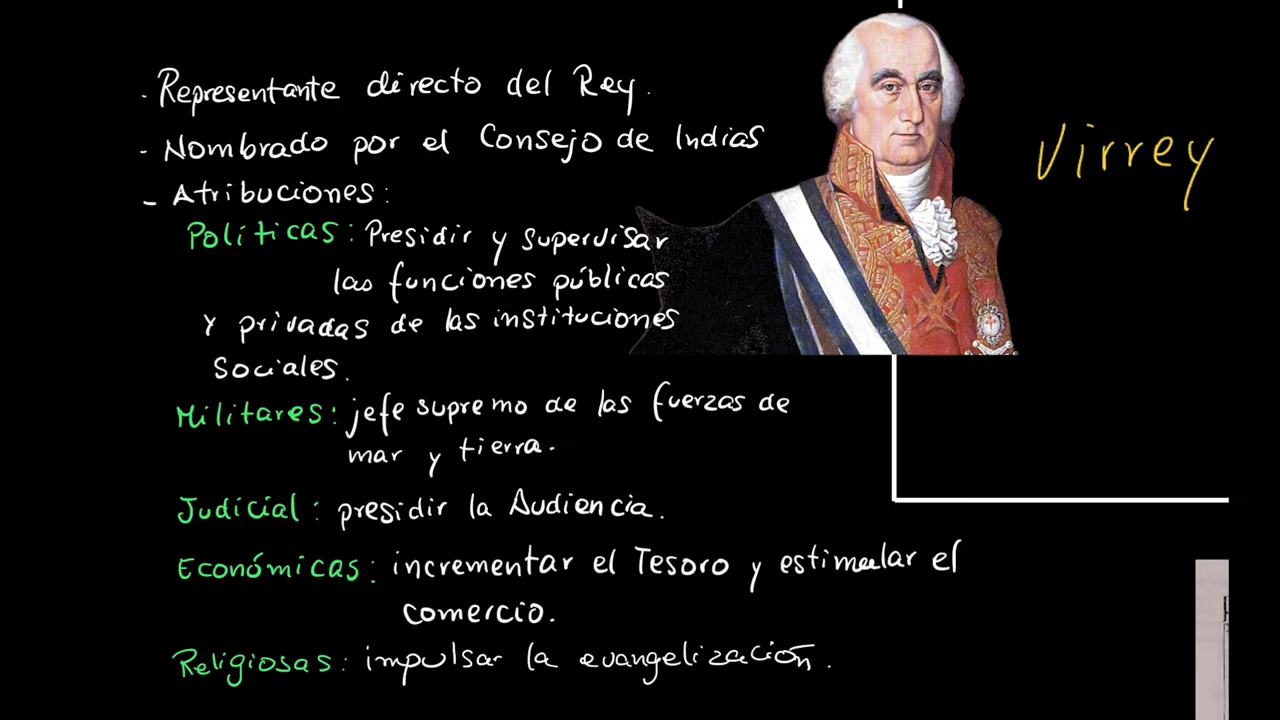 . Representante directo del Rey.
- Nombrado por el Consejo de Indias
- Atribuciones:
Políticas: Presidir y supervisar
las funciones públicas
y privadas de las instituciones
sociales.
Militares: jefe supremo de las fuerzas de
mar y tierra.
Judicial: presidir la Audiencia.
Económicas: incrementar el Tesoro y estimular el
comercio.
Religiosas: impulsar la evangelización.
Virrey